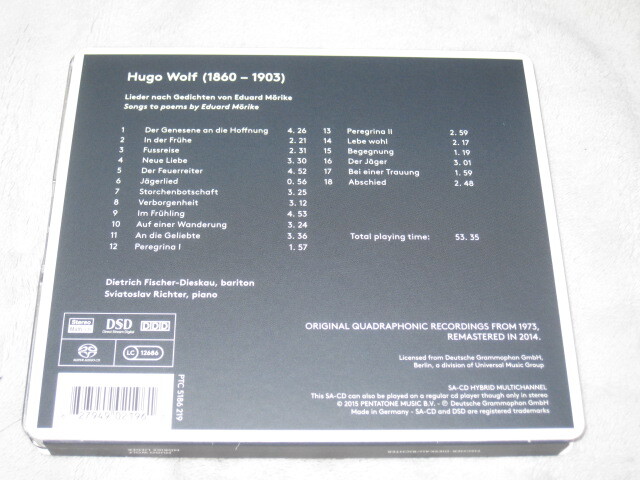 Hugo Wolf (1860 – 1903)
Lieder nach Gedichten von Eduard Mörike
Songs to poems by Eduard Mörike
1 Der Genesene an die Hoffnung 4. 26
2 In der Frühe 2. 21
3 Fussreise 2. 31
4 Neue Liebe 3. 30
5 Der Feuerreiter 4. 52
6 Jägerlied 0. 56
7 Storchenbotschaft 3. 25
8 Verborgenheit 3. 12
9 Im Frühling 4. 53
10 Auf einer Wanderung 3. 24
11 An die Geliebte 3. 36
12 Peregrina I 1. 57
13 Peregrina II 2. 59
14 Lebe wohl 2. 17
15 Begegnung 1. 19
16 Der Jäger 3. 01
17 Bei einer Trauung 1. 59
18 Abschied 2. 48
Total playing time: 53. 35
Dietrich Fischer-Dieskau, bariton
Sviatoslav Richter, piano
Stereo
DSD
Direct Stream Digital
DDD
SUPER AUDIO CD
LC 12686
PTC 5186 219
ORIGINAL QUADRAPHONIC RECORDINGS FROM 1973,
REMASTERED IN 2014.
Licensed from Deutsche Grammophon GmbH,
Berlin, a division of Universal Music Group
SA-CD HYBRID MULTICHANNEL
This SA-CD can also be played on a regular cd player though only in stereo
© 2015 PENTATONE MUSIC B.V. – ℗ Deutsche Grammophon GmbH
Made in Germany - SA-CD and DSD are registered trademarks